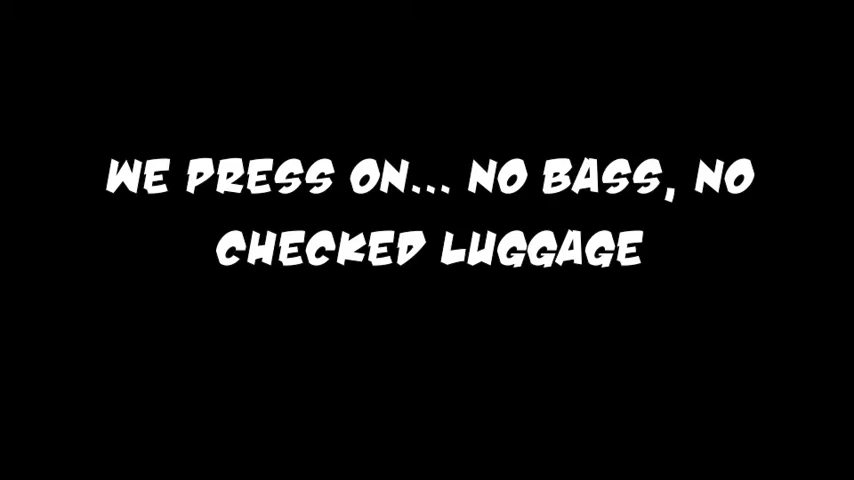 WE PRESS ON... NO BASS, NO
CHECKED LUGGAGE